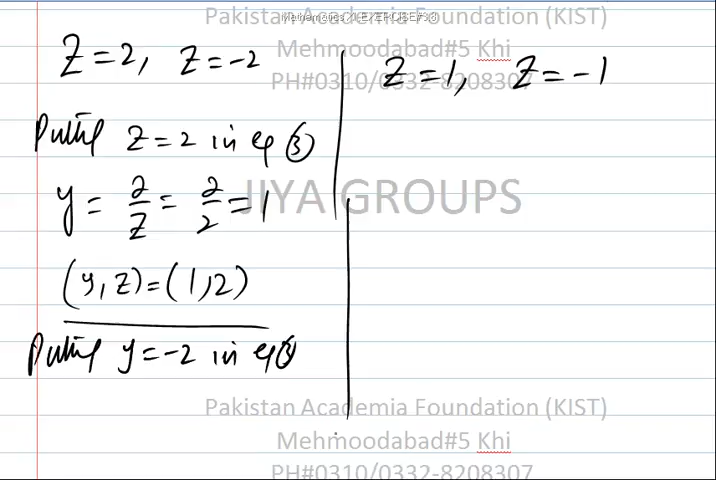 Pakistan Academia Foundation (KIST)
Mehmoodabad#5 Khi
PH#0310/0332-8208307
Z=2, Z=-2
Z=1, Z=-1
Putting Z=2 in eq ③
y = 2/Z = 2/2 = 1
JIYA GROUPS
(y, z)=(1,2)
Putting y=-2 in eq ③
Pakistan Academia Foundation (KIST)
Mehmoodabad#5 Khi
PH#0310/0332-8208307